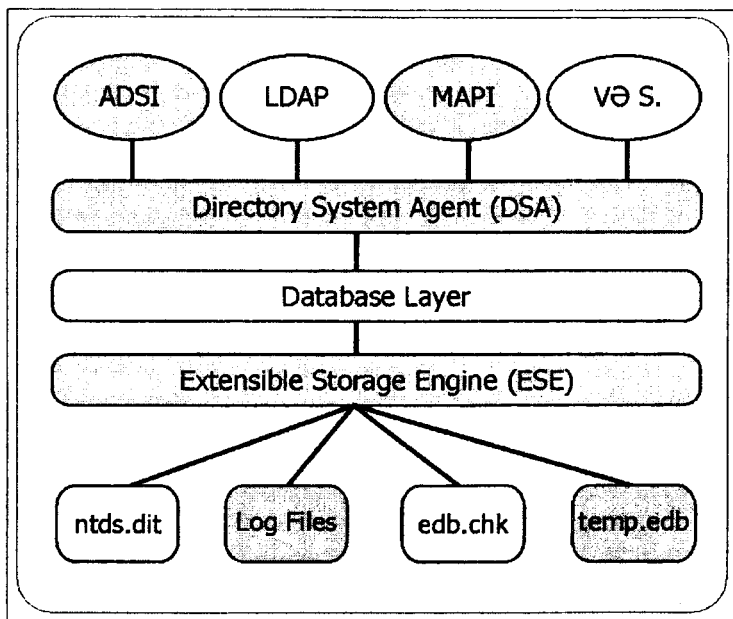 ADSI
LDAP
MAPI
VƏ S.
Directory System Agent (DSA)
Database Layer
Extensible Storage Engine (ESE)
ntds.dit
Log Files
edb.chk
temp.edb